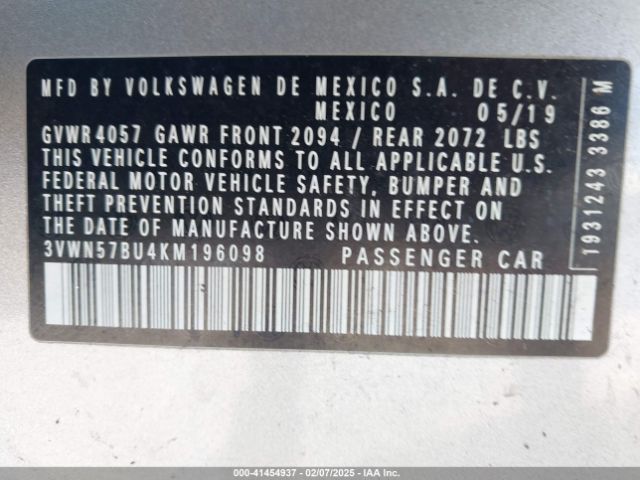 MFD BY VOLKSWAGEN DE MEXICO S.A. DE C.V.
MEXICO 05/19
GVWR 4057 GAWR FRONT 2094 / REAR 2072 LBS
THIS VEHICLE CONFORMS TO ALL APPLICABLE U.S.
FEDERAL MOTOR VEHICLE SAFETY, BUMPER AND
THEFT PREVENTION STANDARDS IN EFFECT ON
THE DATE OF MANUFACTURE SHOWN ABOVE.
3VWN57BU4KM196098 PASSENGER CAR
1931243 3386 M
000-41454937 - 02/07/2025 - IAA Inc.